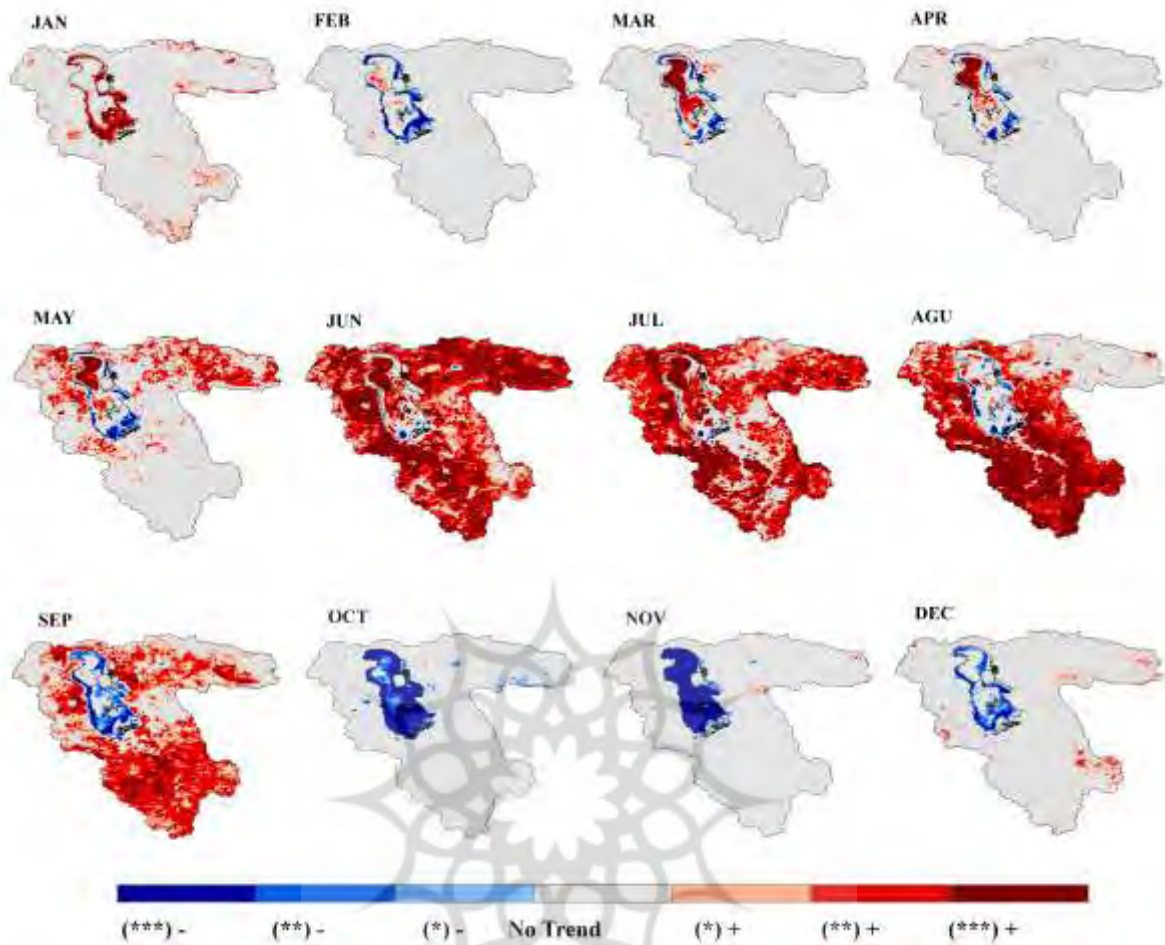 JAN FEB MAR APR
MAY JUN JUL AGU
SEP OCT NOV DEC
(***) - (**) - (*) - No Trend (*) + (**) + (***) +